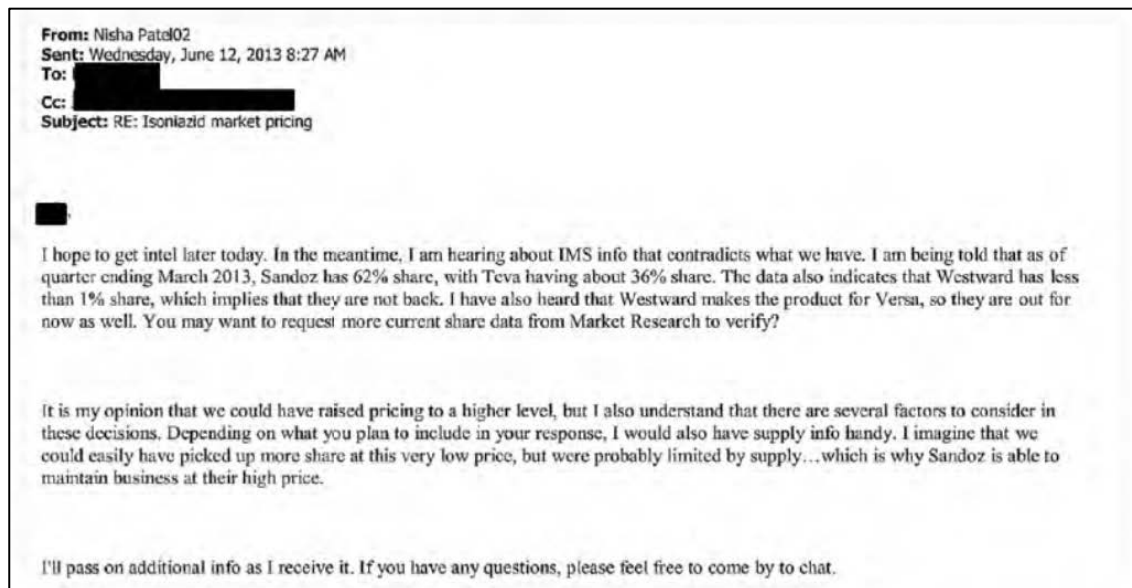 From: Nisha Patel02
Sent: Wednesday, June 12, 2013 8:27 AM
To:
Cc:
Subject: RE: Isoniazid market pricing
I hope to get intel later today. In the meantime, I am hearing about IMS info that contradicts what we have. I am being told that as of
quarter ending March 2013, Sandoz has 62% share, with Teva having about 36% share. The data also indicates that Westward has less
than 1% share, which implies that they are not back. I have also heard that Westward makes the product for Versa, so they are out for
now as well. You may want to request more current share data from Market Research to verify?
It is my opinion that we could have raised pricing to a higher level, but I also understand that there are several factors to consider in
these decisions. Depending on what you plan to include in your response, I would also have supply info handy. I imagine that we
could easily have picked up more share at this very low price, but were probably limited by supply…which is why Sandoz is able to
maintain business at their high price.
I'll pass on additional info as I receive it. If you have any questions, please feel free to come by to chat.